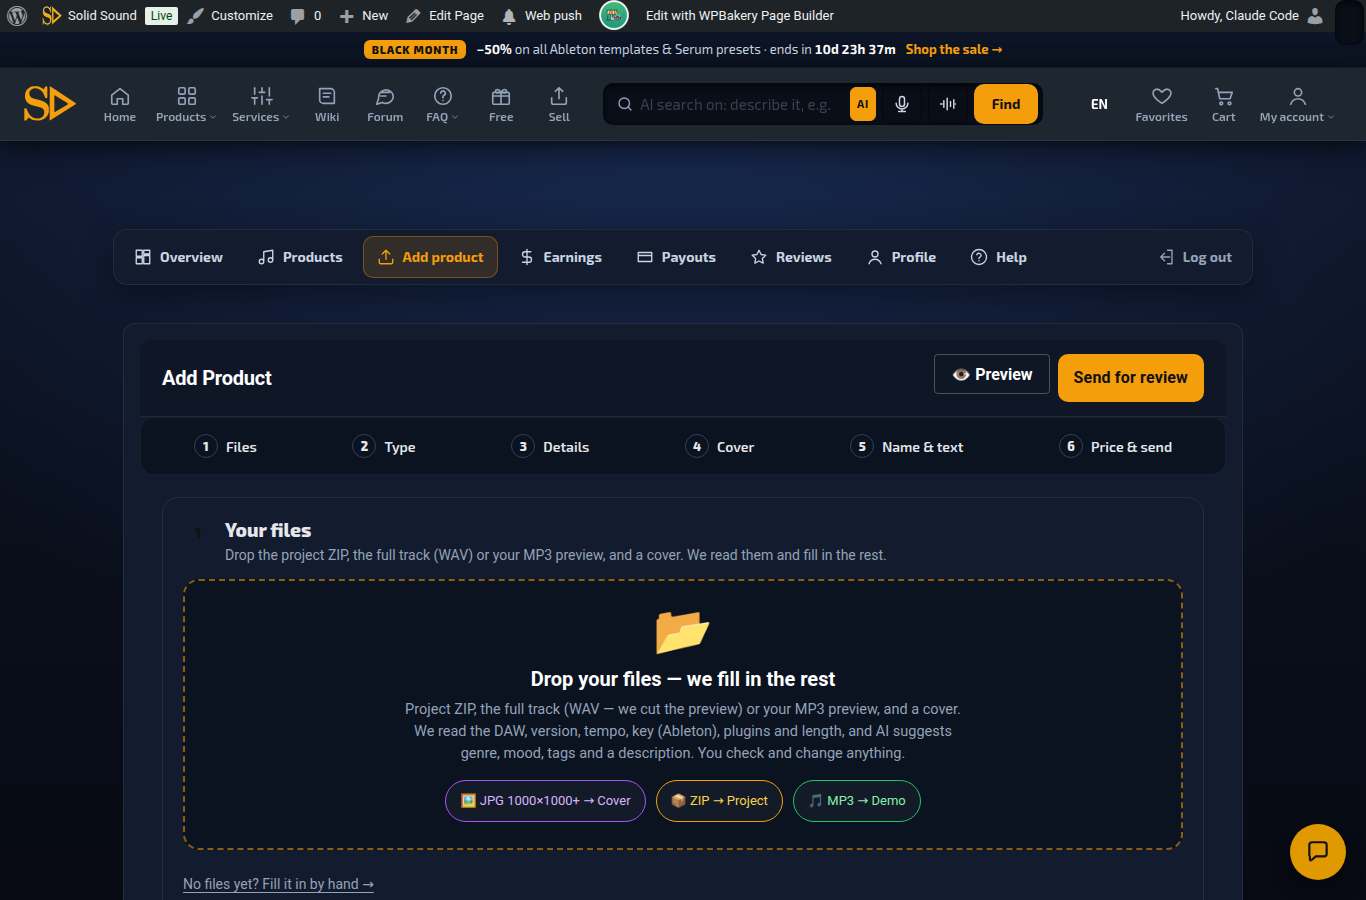 Solid Sound Live Customize 0 New Edit Page Web push Edit with WPBakery Page Builder Howdy, Claude Code
BLACK MONTH −50% on all Ableton templates & Serum presets · ends in 10d 23h 37m Shop the sale →
Home Products Services Wiki Forum FAQ Free Sell
AI search on: describe it, e.g. AI Find
EN Favorites Cart My account
Overview Products Add product Earnings Payouts Reviews Profile Help Log out
Add Product
Preview Send for review
1 Files 2 Type 3 Details 4 Cover 5 Name & text 6 Price & send
1 Your files
Drop the project ZIP, the full track (WAV) or your MP3 preview, and a cover. We read them and fill in the rest.
Drop your files — we fill in the rest
Project ZIP, the full track (WAV — we cut the preview) or your MP3 preview, and a cover.
We read the DAW, version, tempo, key (Ableton), plugins and length, and AI suggests
genre, mood, tags and a description. You check and change anything.
JPG 1000×1000+ → Cover ZIP → Project MP3 → Demo
No files yet? Fill it in by hand →